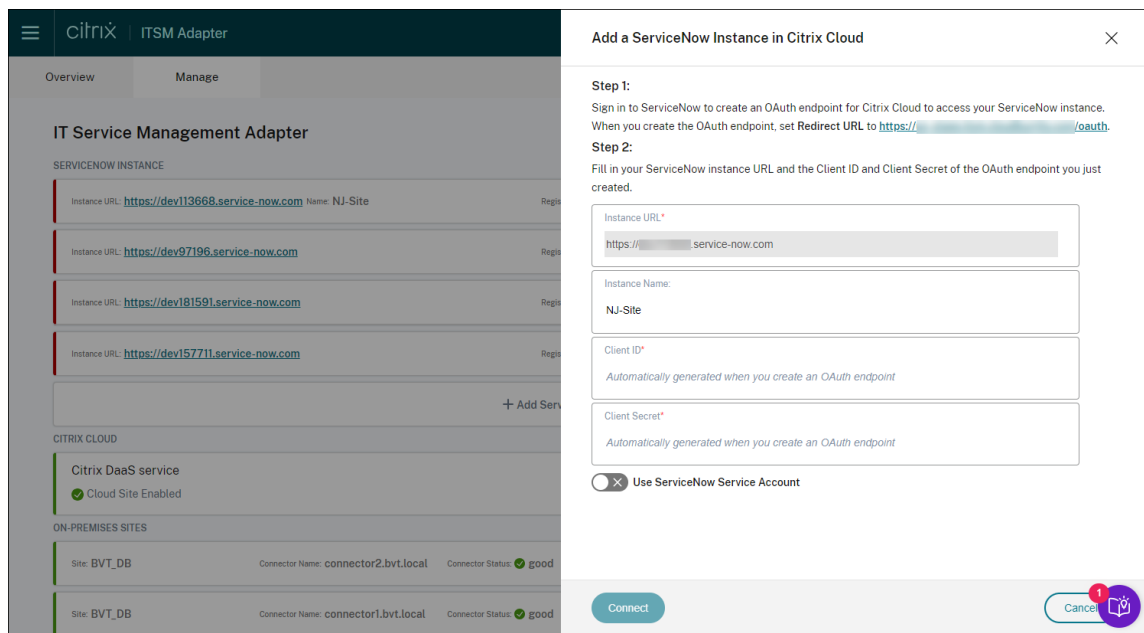 citrix ITSM Adapter
Overview Manage
IT Service Management Adapter
SERVICENOW INSTANCE
Instance URL: https://dev113668.service-now.com Name: NJ-Site Regis
Instance URL: https://dev97196.service-now.com Regis
Instance URL: https://dev181591.service-now.com Regis
Instance URL: https://dev157711.service-now.com Regis
+ Add Serv
CITRIX CLOUD
Citrix DaaS service
Cloud Site Enabled
ON-PREMISES SITES
Site: BVT_DB Connector Name: connector2.bvt.local Connector Status: good
Site: BVT_DB Connector Name: connector1.bvt.local Connector Status: good
Add a ServiceNow Instance in Citrix Cloud
Step 1:
Sign in to ServiceNow to create an OAuth endpoint for Citrix Cloud to access your ServiceNow instance.
When you create the OAuth endpoint, set Redirect URL to https:// /oauth.
Step 2:
Fill in your ServiceNow instance URL and the Client ID and Client Secret of the OAuth endpoint you just
created.
Instance URL*
https:// .service-now.com
Instance Name:
NJ-Site
Client ID*
Automatically generated when you create an OAuth endpoint
Client Secret*
Automatically generated when you create an OAuth endpoint
Use ServiceNow Service Account
Connect
Cancel
1